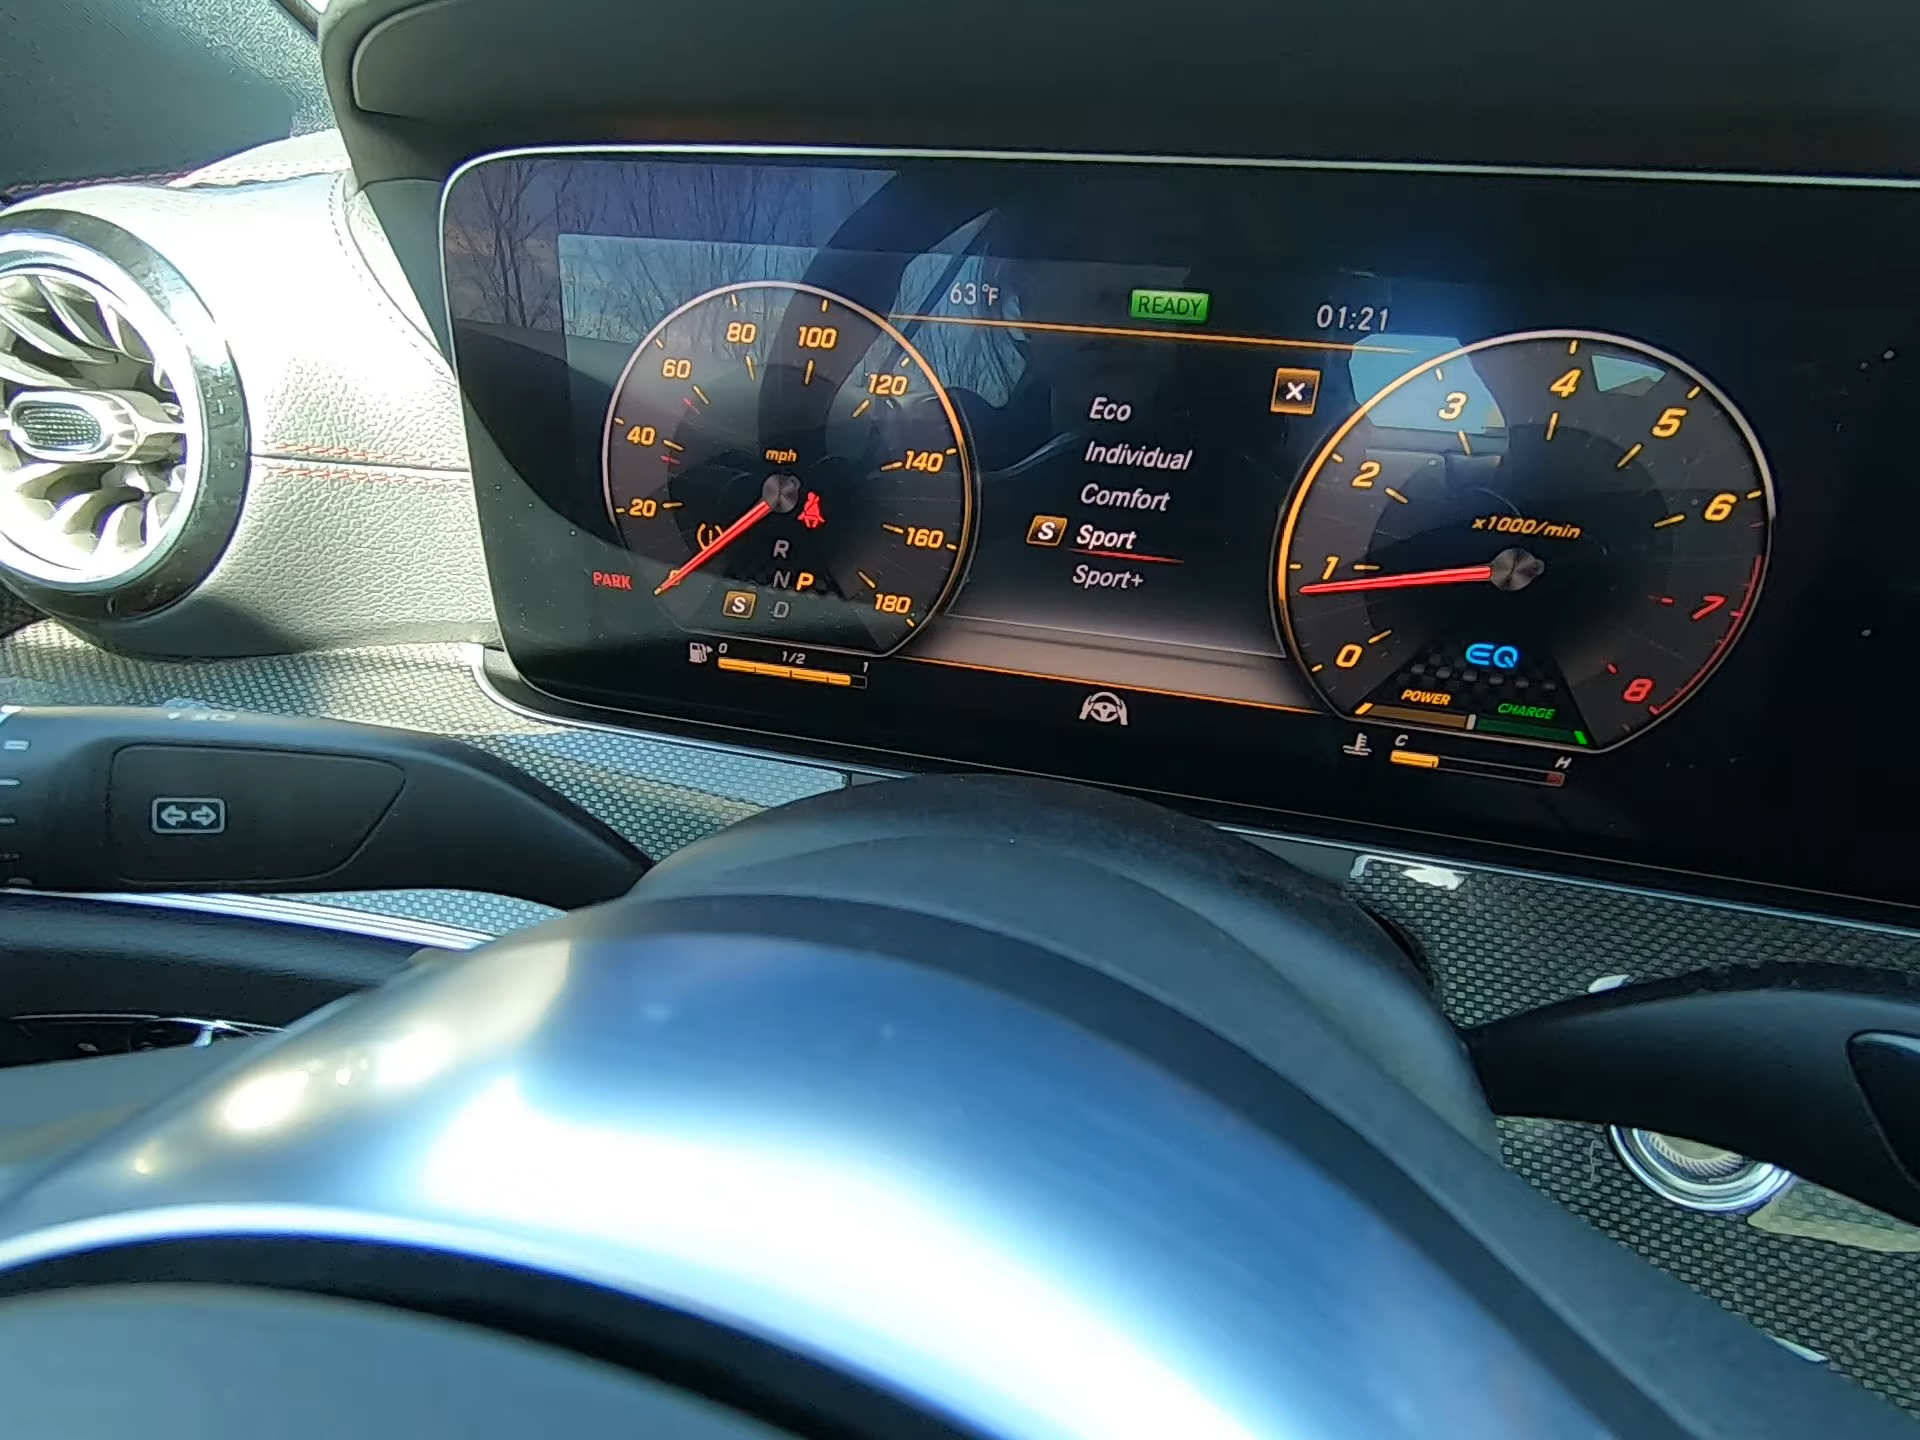 63°F
READY
01:21
80
100
60
120
40
mph
140
20
160
R
PARK
0
N P
S
D
180
0
1/2
1
X
Eco
Individual
Comfort
S Sport
Sport+
4
3
5
2
6
x1000/min
1
7
EQ
0
8
POWER
CHARGE
C
H